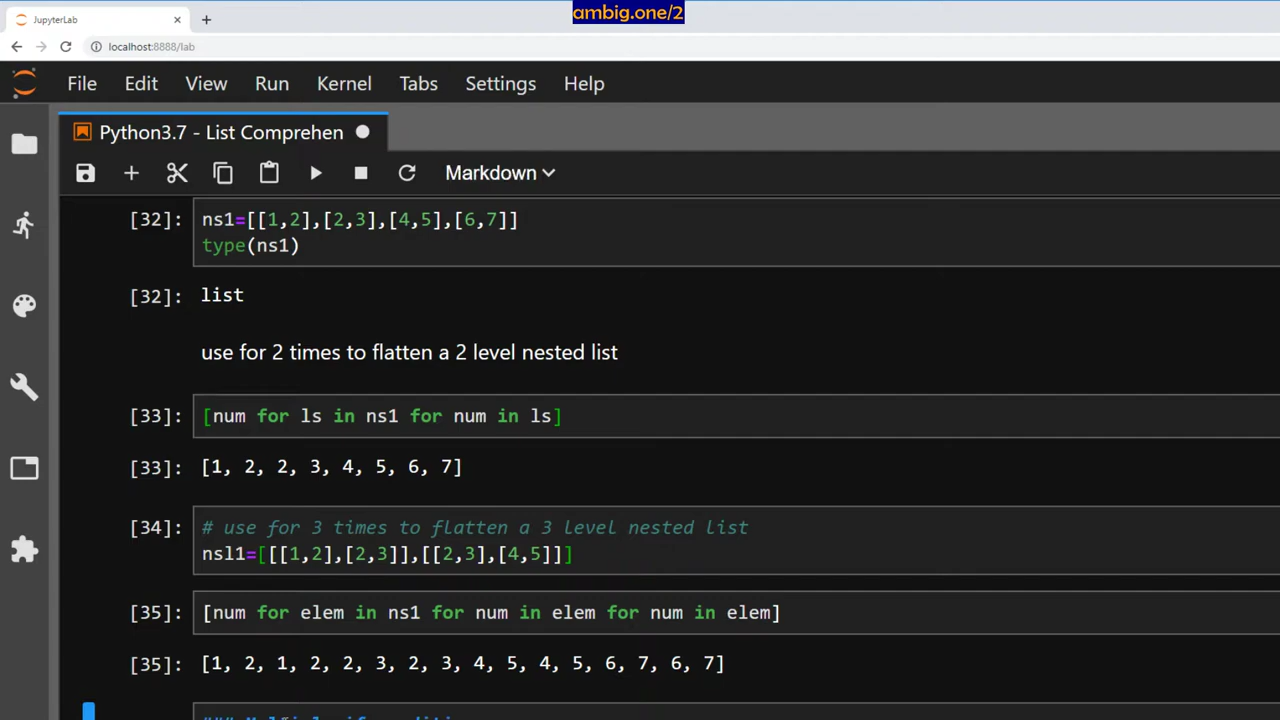 ambig.one/2
JupyterLab
localhost:8888/lab
File Edit View Run Kernel Tabs Settings Help
Python3.7 - List Comprehen
Markdown
[32]: ns1=[[1,2],[2,3],[4,5],[6,7]]
type(ns1)
[32]: list
use for 2 times to flatten a 2 level nested list
[33]: [num for ls in ns1 for num in ls]
[33]: [1, 2, 2, 3, 4, 5, 6, 7]
[34]: # use for 3 times to flatten a 3 level nested list
nsl1=[[[1,2],[2,3]],[[2,3],[4,5]]]
[35]: [num for elem in ns1 for num in elem for num in elem]
[35]: [1, 2, 1, 2, 2, 3, 2, 3, 4, 5, 4, 5, 6, 7, 6, 7]